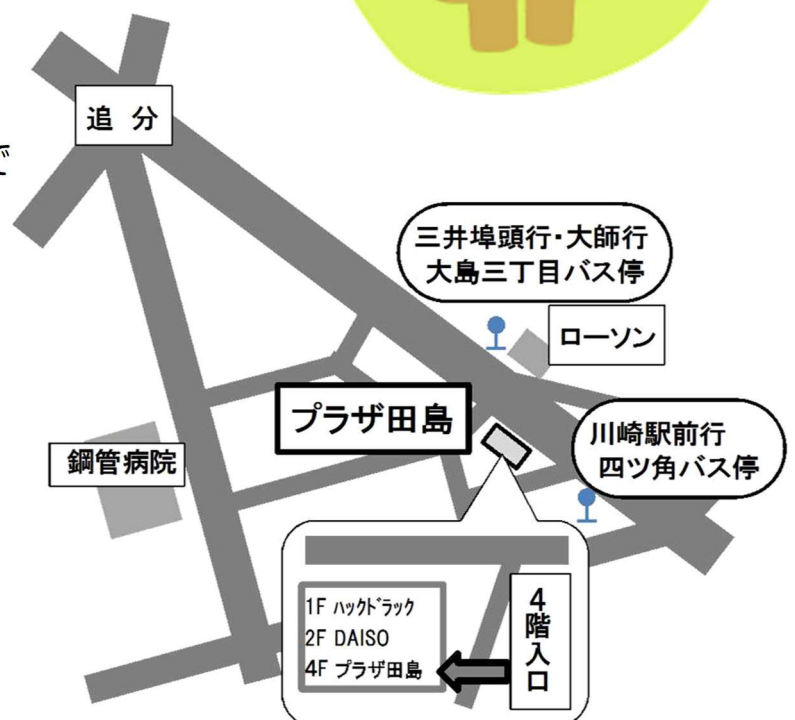 追 分
で
三井埠頭行・大師行
大島三丁目バス停
ローソン
プラザ田島
川崎駅前行
四ツ角バス停
鋼管病院
1F ハックドラック
2F DAISO
4F プラザ田島
4階入口